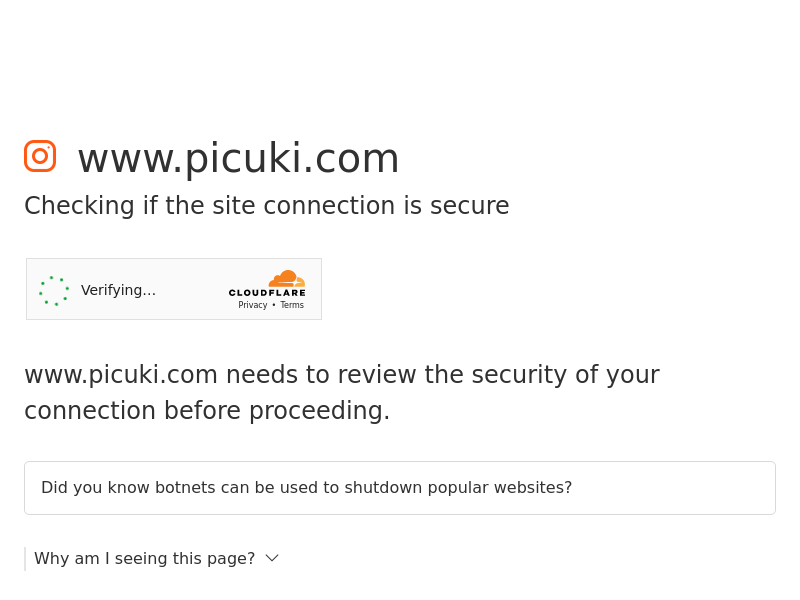 www.picuki.com
Checking if the site connection is secure
Verifying...
CLOUDFLARE
Privacy • Terms
www.picuki.com needs to review the security of your
connection before proceeding.
Did you know botnets can be used to shutdown popular websites?
Why am I seeing this page?